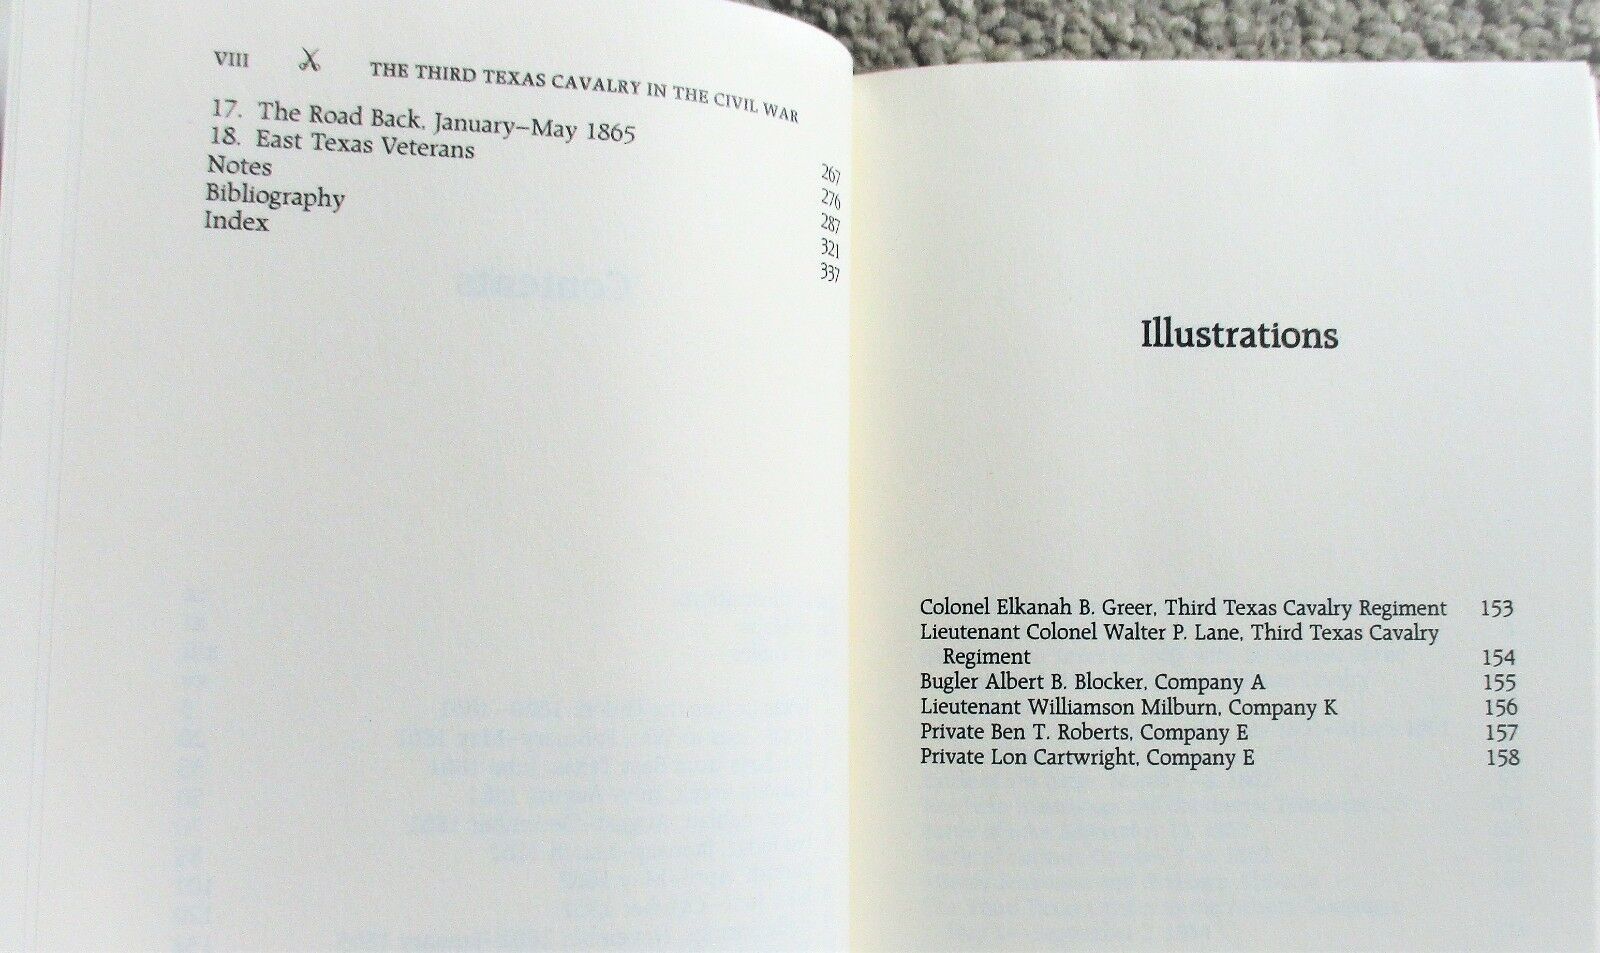 VIII THE THIRD TEXAS CAVALRY IN THE CIVIL WAR
17. The Road Back, January–May 1865 267
18. East Texas Veterans 276
Notes 287
Bibliography 321
Index 337
Illustrations
Colonel Elkanah B. Greer, Third Texas Cavalry Regiment 153
Lieutenant Colonel Walter P. Lane, Third Texas Cavalry
Regiment 154
Bugler Albert B. Blocker, Company A 155
Lieutenant Williamson Milburn, Company K 156
Private Ben T. Roberts, Company E 157
Private Lon Cartwright, Company E 158